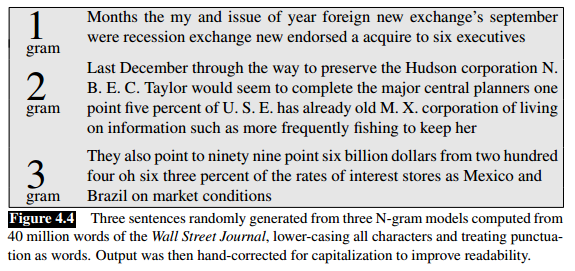 1
gram
Months the my and issue of year foreign new exchange's september
were recession exchange new endorsed a acquire to six executives
2
gram
Last December through the way to preserve the Hudson corporation N.
B. E. C. Taylor would seem to complete the major central planners one
point five percent of U. S. E. has already old M. X. corporation of living
on information such as more frequently fishing to keep her
3
gram
They also point to ninety nine point six billion dollars from two hundred
four oh six three percent of the rates of interest stores as Mexico and
Brazil on market conditions
Figure 4.4 Three sentences randomly generated from three N-gram models computed from
40 million words of the Wall Street Journal, lower-casing all characters and treating punctua-
tion as words. Output was then hand-corrected for capitalization to improve readability.